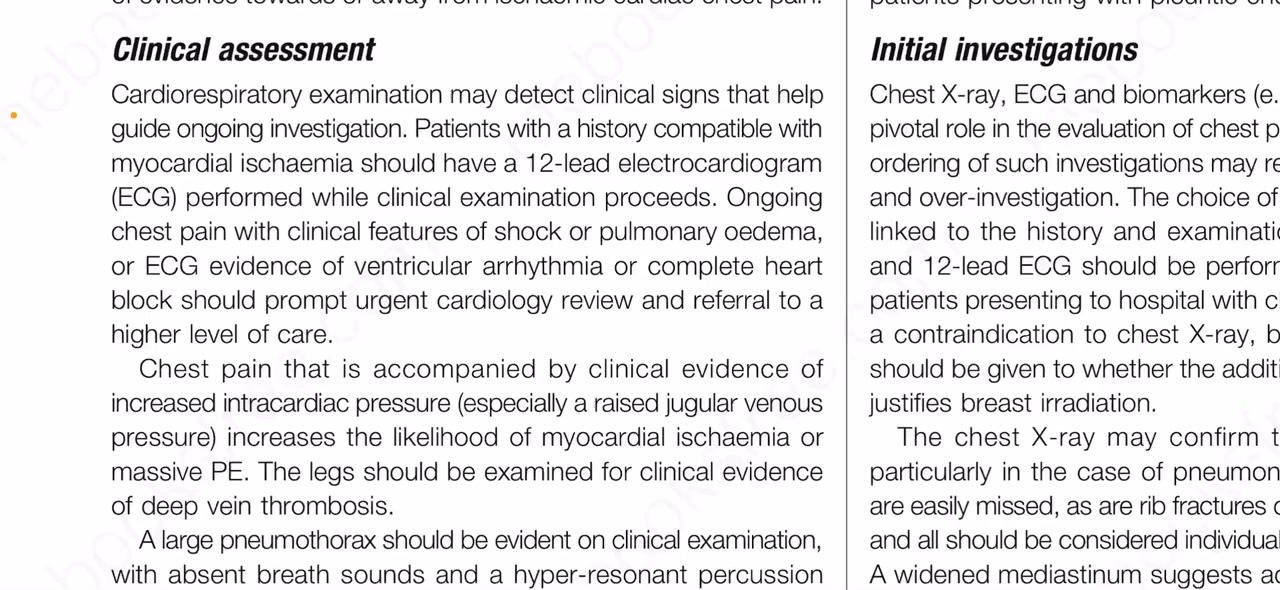 Clinical assessment
Cardiorespiratory examination may detect clinical signs that help
guide ongoing investigation. Patients with a history compatible with
myocardial ischaemia should have a 12-lead electrocardiogram
(ECG) performed while clinical examination proceeds. Ongoing
chest pain with clinical features of shock or pulmonary oedema,
or ECG evidence of ventricular arrhythmia or complete heart
block should prompt urgent cardiology review and referral to a
higher level of care.
Chest pain that is accompanied by clinical evidence of
increased intracardiac pressure (especially a raised jugular venous
pressure) increases the likelihood of myocardial ischaemia or
massive PE. The legs should be examined for clinical evidence
of deep vein thrombosis.
A large pneumothorax should be evident on clinical examination,
with absent breath sounds and a hyper-resonant percussion
Initial investigations
Chest X-ray, ECG and biomarkers (e.
pivotal role in the evaluation of chest p
ordering of such investigations may re
and over-investigation. The choice of
linked to the history and examinatio
and 12-lead ECG should be perfor
patients presenting to hospital with c
a contraindication to chest X-ray, b
should be given to whether the additi
justifies breast irradiation.
The chest X-ray may confirm t
particularly in the case of pneumon
are easily missed, as are rib fractures o
and all should be considered individual
A widened mediastinum suggests ac